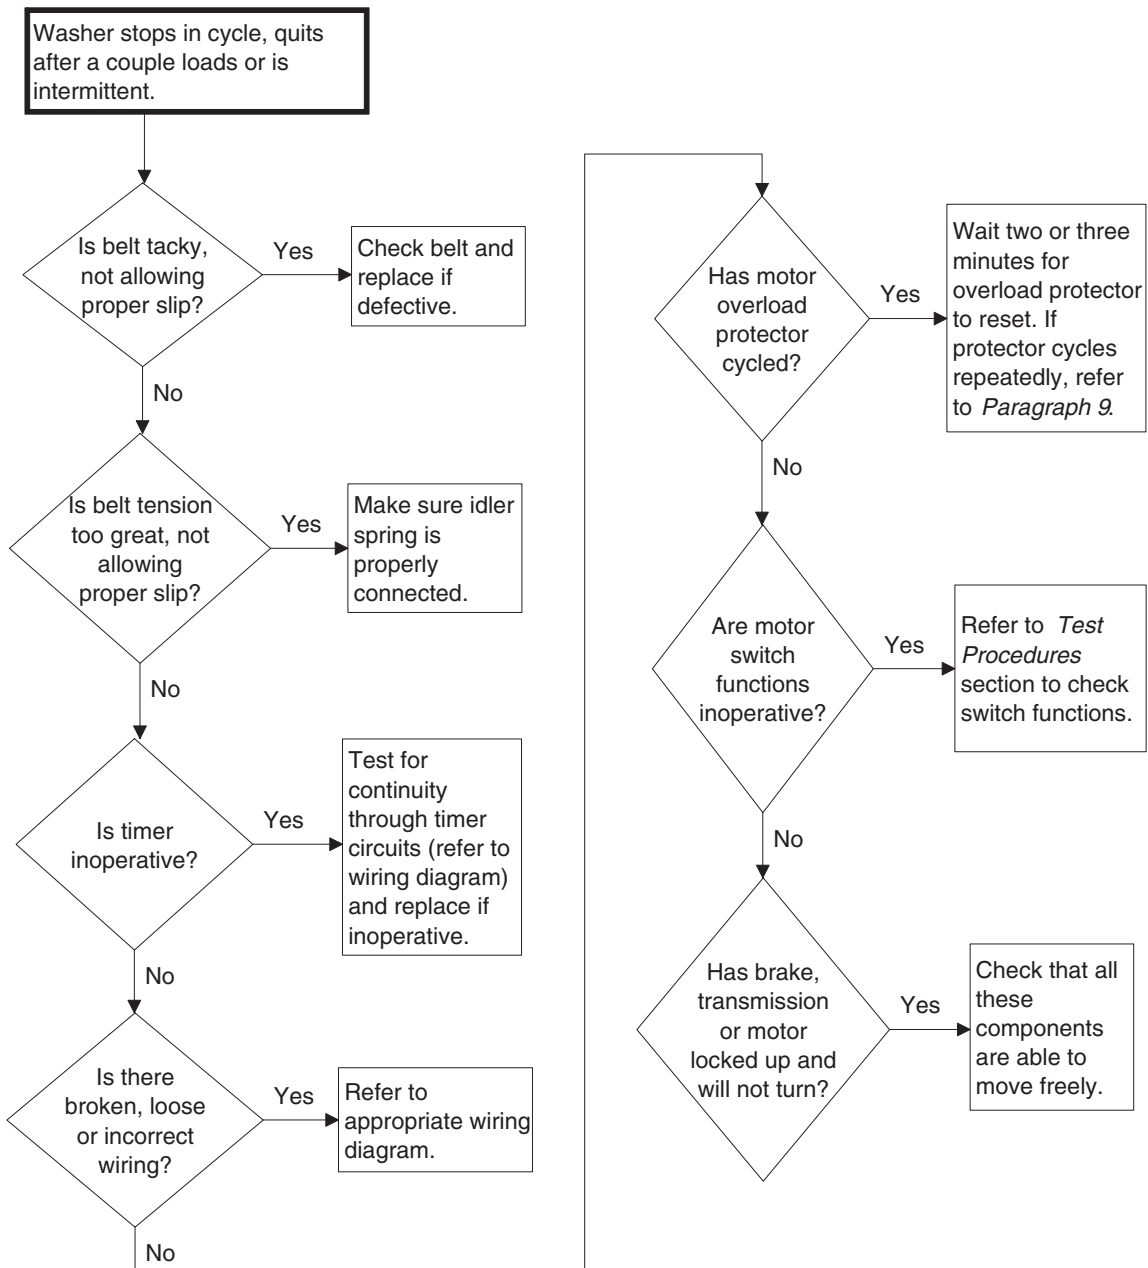 Washer stops in cycle, quits
after a couple loads or is
intermittent.
Is belt tacky,
not allowing
proper slip?
Yes
Check belt and
replace if
defective.
No
Is belt tension
too great, not
allowing
proper slip?
Yes
Make sure idler
spring is
properly
connected.
No
Is timer
inoperative?
Yes
Test for
continuity
through timer
circuits (refer to
wiring diagram)
and replace if
inoperative.
No
Is there
broken, loose
or incorrect
wiring?
Yes
Refer to
appropriate wiring
diagram.
No
Has motor
overload
protector
cycled?
Yes
Wait two or three
minutes for
overload protector
to reset. If
protector cycles
repeatedly, refer
to Paragraph 9.
No
Are motor
switch
functions
inoperative?
Yes
Refer to Test
Procedures
section to check
switch functions.
No
Has brake,
transmission
or motor
locked up and
will not turn?
Yes
Check that all
these
components
are able to
move freely.